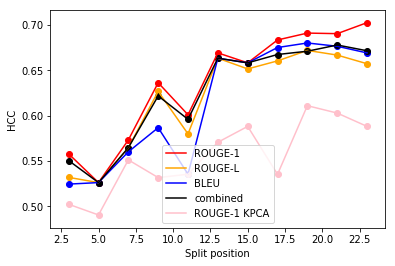 0.70
0.65
0.60
0.55
0.50
HCC
ROUGE-1
ROUGE-L
BLEU
combined
ROUGE-1 KPCA
2.5 5.0 7.5 10.0 12.5 15.0 17.5 20.0 22.5
Split position